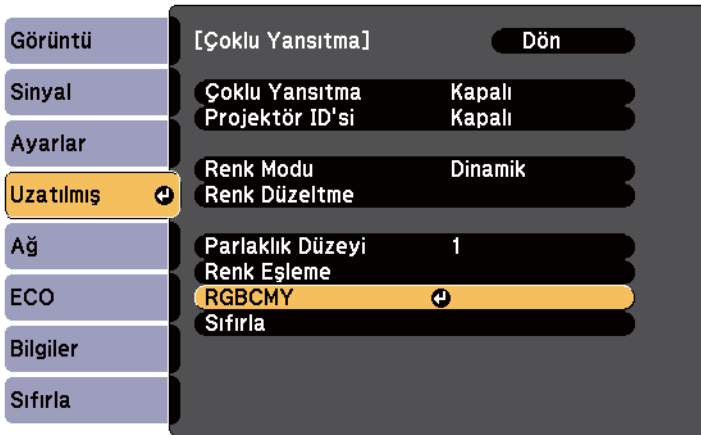 Görüntü
Sinyal
Ayarlar
Uzatılmış
Ağ
ECO
Bilgiler
Sıfırla
[Çoklu Yansıtma] Dön
Çoklu Yansıtma Kapalı
Projektör ID'si Kapalı
Renk Modu Dinamik
Renk Düzeltme
Parlaklık Düzeyi 1
Renk Eşleme
RGBCMY
Sıfırla